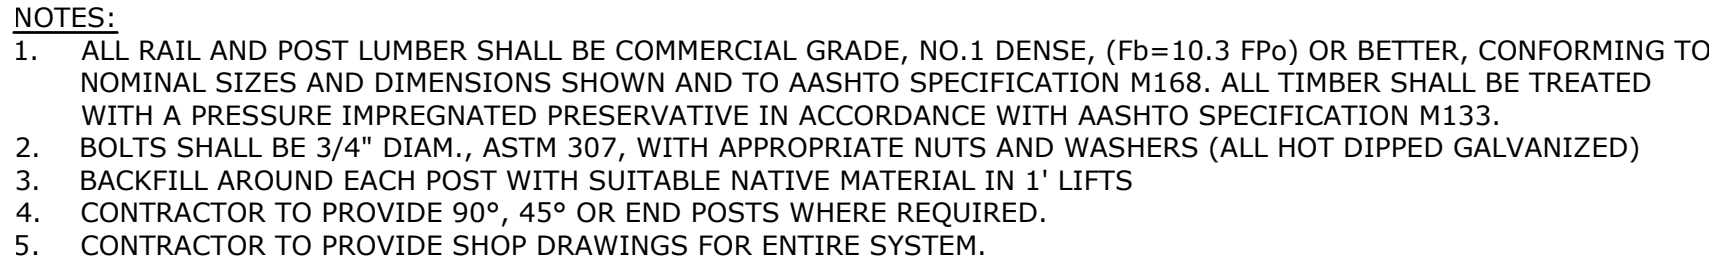 NOTES:
1. ALL RAIL AND POST LUMBER SHALL BE COMMERCIAL GRADE, NO.1 DENSE, (Fb=10.3 FPo) OR BETTER, CONFORMING TO
NOMINAL SIZES AND DIMENSIONS SHOWN AND TO AASHTO SPECIFICATION M168. ALL TIMBER SHALL BE TREATED
WITH A PRESSURE IMPREGNATED PRESERVATIVE IN ACCORDANCE WITH AASHTO SPECIFICATION M133.
2. BOLTS SHALL BE 3/4" DIAM., ASTM 307, WITH APPROPRIATE NUTS AND WASHERS (ALL HOT DIPPED GALVANIZED)
3. BACKFILL AROUND EACH POST WITH SUITABLE NATIVE MATERIAL IN 1' LIFTS
4. CONTRACTOR TO PROVIDE 90°, 45° OR END POSTS WHERE REQUIRED.
5. CONTRACTOR TO PROVIDE SHOP DRAWINGS FOR ENTIRE SYSTEM.